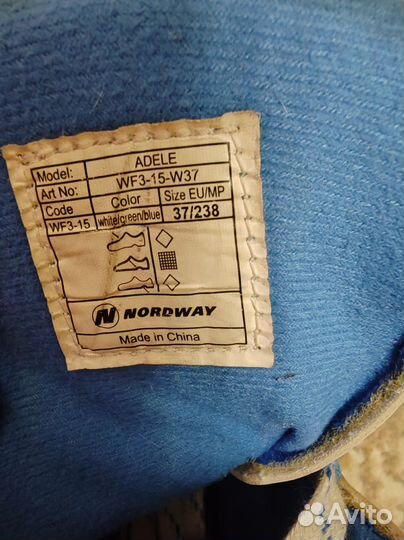 Model: ADELE
Art No: WF3-15-W37
Code Color Size EU/MP
WF3-15 white/green/blue 37/238
N NORDWAY
Made in China
Avito